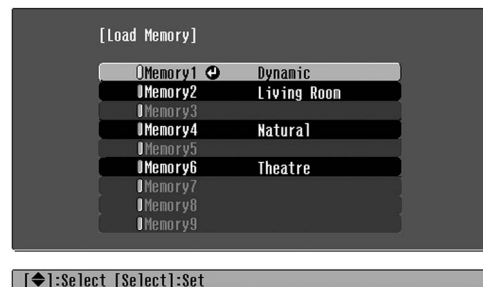 [Load Memory]
Memory1 Dynamic
Memory2 Living Room
Memory3
Memory4 Natural
Memory5
Memory6 Theatre
Memory7
Memory8
Memory9
[◆]:Select [Select]:Set